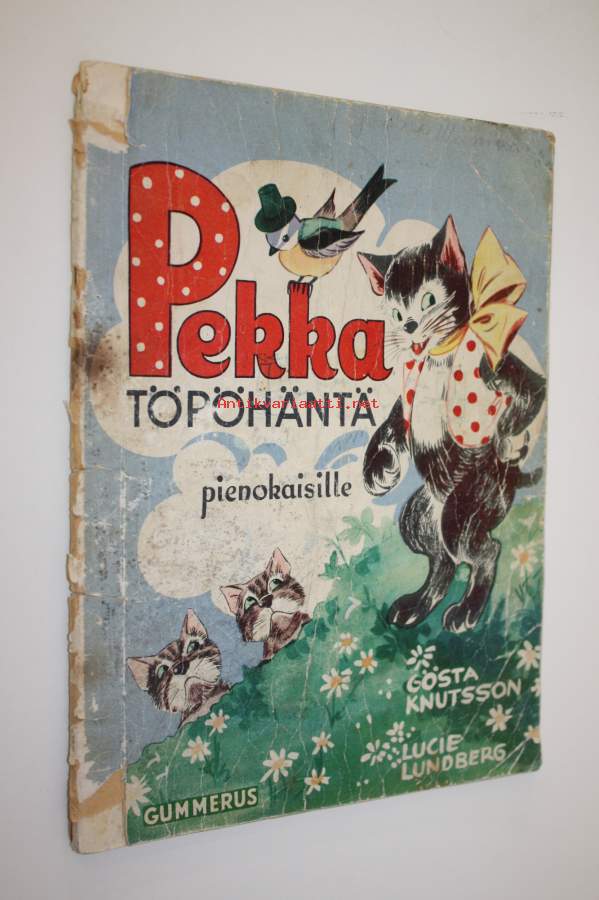 Pekka
TÖPÖHÄNTÄ
Antikvariaatti.net
pienokaisille
GÖSTA
KNUTSSON
LUCIE
LUNDBERG
GUMMERUS